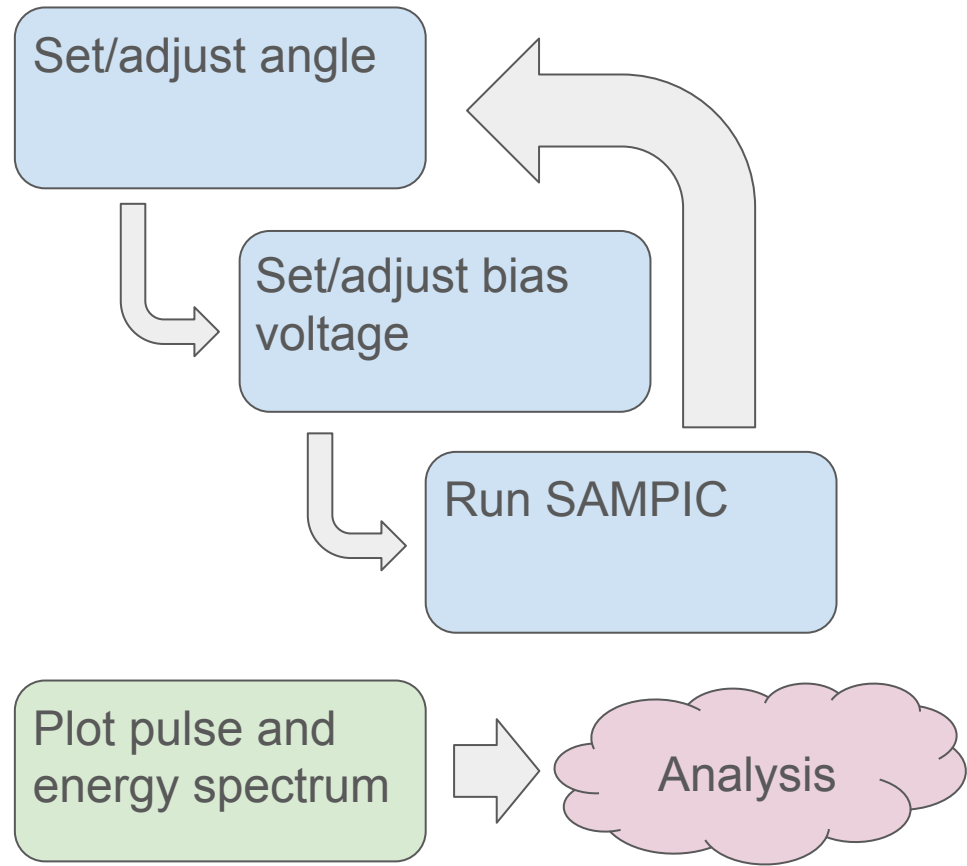 Set/adjust angle
Set/adjust bias
voltage
Run SAMPIC
Plot pulse and
energy spectrum
Analysis